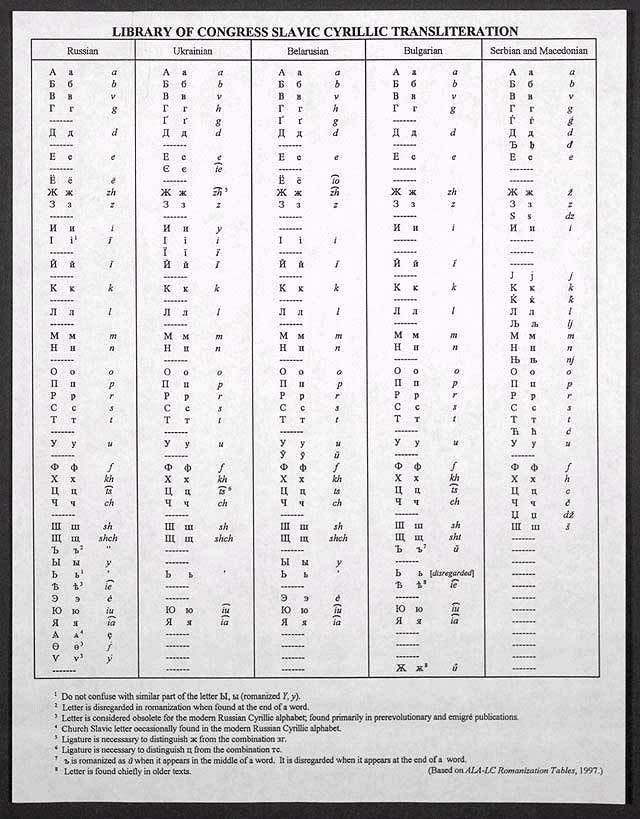 LIBRARY OF CONGRESS SLAVIC CYRILLIC TRANSLITERATION
Russian Ukrainian Belarusian Bulgarian Serbian and Macedonian
А а a А а a А а a А а a А а a
Б б b Б б b Б б b Б б b Б б b
В в v В в v В в v В в v В в v
Г г g Г г h Г г h Г г g Г г g
------ Ґ ґ g Ґ ґ g ------ Ѓ ѓ ǵ
Д д d Д д d Д д d Д д d Д д d
------ ------ ------ ------ Ђ ђ đ
Е е e Е е e Е е e Е е e Е е e
------ Є є i͡e ------ ------ ------
Ё ё ë ------ Ё ё i͡o ------ ------
Ж ж zh Ж ж z͡h ⁵ Ж ж z͡h Ж ж zh Ж ж ž
З з z З з z З з z З з z З з z
------ ------ ------ ------ Ѕ ѕ dz
И и i И и y ------ И и i И и i
І і¹ ī І і i І і i ------ ------
------ Ї ї ï ------ ------ ------
Й й ĭ Й й ĭ Й й ĭ Й й ĭ ------
------ ------ ------ ------ Ј ј j
К к k К к k К к k К к k К к k
------ ------ ------ ------ Ќ ќ ḱ
Л л l Л л l Л л l Л л l Л л l
------ ------ ------ ------ Љ љ lj
М м m М м m М м m М м m М м m
Н н n Н н n Н н n Н н n Н н n
------ ------ ------ ------ Њ њ nj
О о o О о o О о o О о o О о o
П п p П п p П п p П п p П п p
Р р r Р р r Р р r Р р r Р р r
С с s С с s С с s С с s С с s
Т т t Т т t Т т t Т т t Т т t
------ ------ ------ ------ Ћ ћ ć
У у u У у u У у u У у u У у u
------ ------ Ў ў ŭ ------ ------
Ф ф f Ф ф f Ф ф f Ф ф f Ф ф f
Х х kh Х х kh Х х kh Х х kh Х х h
Ц ц t͡s Ц ц t͡s ⁶ Ц ц ts Ц ц t͡s Ц ц c
Ч ч ch Ч ч ch Ч ч ch Ч ч ch Ч ч č
------ ------ ------ ------ Џ џ dž
Ш ш sh Ш ш sh Ш ш sh Ш ш sh Ш ш š
Щ щ shch Щ щ shch Щ щ shch Щ щ sht ------
Ъ ъ² " ------ ------ Ъ ъ⁷ ŭ ------
Ы ы y ------ Ы ы y ------ ------
Ь ь¹ ' Ь ь ' Ь ь ' Ь ь [disregarded] ------
Ѣ ѣ³ i͡e ------ ------ Ѣ ѣ⁸ i͡e ------
Э э ė ------ Э э ė ------ ------
Ю ю i͡u Ю ю i͡u Ю ю i͡u Ю ю i͡u ------
Я я i͡a Я я i͡a Я я i͡a Я я i͡a ------
Ѧ ѧ⁴ ę ------ ------ ------ ------
Ѳ ѳ³ ḟ ------ ------ ------ ------
Ѵ ѵ³ ẏ ------ ------ ------ ------
------ ------ ------ Ѫ ѫ⁸ ů ------
¹ Do not confuse with similar part of the letter Ы, ы (romanized Y, y).
² Letter is disregarded in romanization when found at the end of a word.
³ Letter is considered obsolete for the modern Russian Cyrillic alphabet; found primarily in prerevolutionary and emigré publications.
⁴ Church Slavic letter occasionally found in the modern Russian Cyrillic alphabet.
⁵ Ligature is necessasry to distinguish ж from the combination зг.
⁶ Ligature is necessary to distinguish ц from the combination тс.
⁷ ъ is romanized as ŭ when it appears in the middle of a word. It is disregarded when it appears at the end of a word.
⁸ Letter is found chiefly in older texts. (Based on ALA-LC Romanization Tables, 1997.)